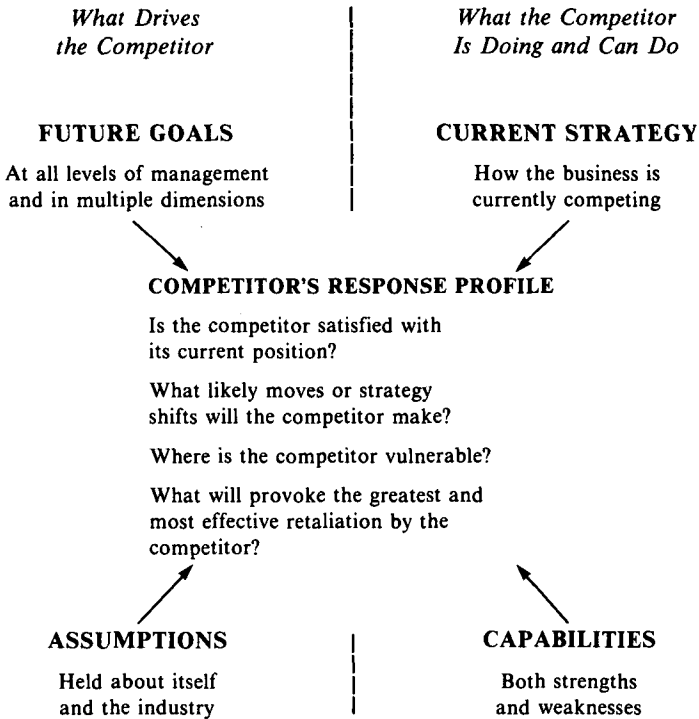 What Drives
the Competitor
What the Competitor
Is Doing and Can Do
FUTURE GOALS
At all levels of management
and in multiple dimensions
CURRENT STRATEGY
How the business is
currently competing
COMPETITOR'S RESPONSE PROFILE
Is the competitor satisfied with
its current position?
What likely moves or strategy
shifts will the competitor make?
Where is the competitor vulnerable?
What will provoke the greatest and
most effective retaliation by the
competitor?
ASSUMPTIONS
Held about itself
and the industry
CAPABILITIES
Both strengths
and weaknesses